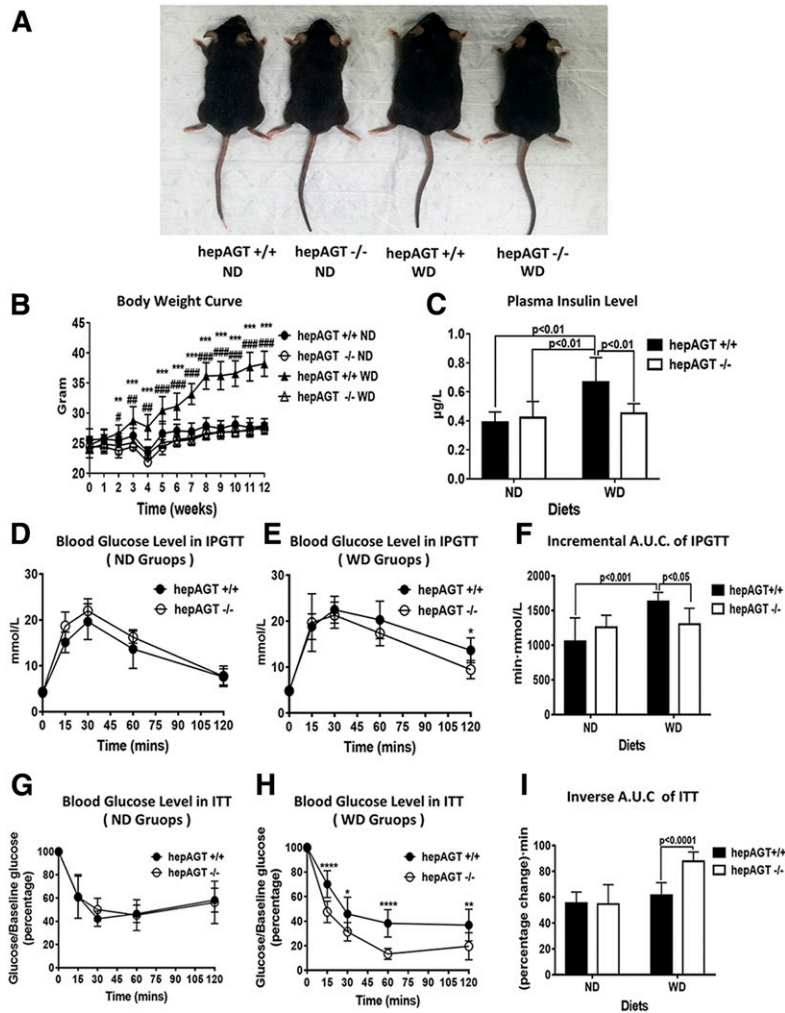 A
hepAGT +/+
ND
hepAGT -/-
ND
hepAGT +/+
WD
hepAGT -/-
WD
B
Body Weight Curve
45
40
35
30
25
20
Gram
** *** *** *** *** *** *** *** *** *** ***
# ## ## ### ### ### ### ### ### ### ###
hepAGT +/+ ND
hepAGT -/- ND
hepAGT +/+ WD
hepAGT -/- WD
0 1 2 3 4 5 6 7 8 9 10 11 12
Time (weeks)
C
Plasma Insulin Level
1.0
0.8
0.6
0.4
0.2
0.0
µg/L
p<0.01
p<0.01
p<0.01
hepAGT +/+
hepAGT -/-
ND WD
Diets
D
Blood Glucose Level in IPGTT
( ND Gruops )
30
20
10
0
mmol/L
hepAGT +/+
hepAGT -/-
0 15 30 45 60 75 90 105 120
Time (mins)
E
Blood Glucose Level in IPGTT
( WD Gruops )
30
20
10
0
mmol/L
hepAGT +/+
hepAGT -/-
*
0 15 30 45 60 75 90 105 120
Time (mins)
F
Incremental A.U.C. of IPGTT
2000
1500
1000
500
0
min·mmol/L
p<0.001
p<0.05
hepAGT+/+
hepAGT -/-
ND WD
Diets
G
Blood Glucose Level in ITT
( ND Gruops )
100
80
60
40
20
0
Glucose/Baseline glucose
(percentage)
hepAGT +/+
hepAGT -/-
0 15 30 45 60 75 90 105 120
Time (mins)
H
Blood Glucose Level in ITT
( WD Gruops )
100
80
60
40
20
0
Glucose/Baseline glucose
(percentage)
hepAGT +/+
hepAGT -/-
****
*
****
**
0 15 30 45 60 75 90 105 120
Time (mins)
I
Inverse A.U.C of ITT
100
80
60
40
20
0
(percentage change)·min
p<0.0001
hepAGT+/+
hepAGT -/-
ND WD
Diets